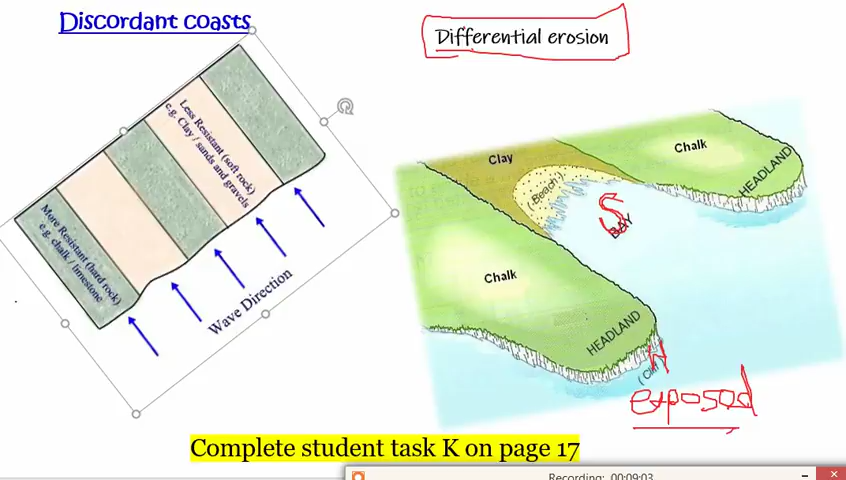 Discordant coasts
Differential erosion
Less Resistant (soft rock)
e.g. Clay / sands and gravels
More Resistant (hard rock)
e.g. chalk / limestone
Wave Direction
Clay
Chalk
(Beach)
HEADLAND
S
BAY
Chalk
HEADLAND
H
exposed
Complete student task K on page 17
Recording: 00:09:03